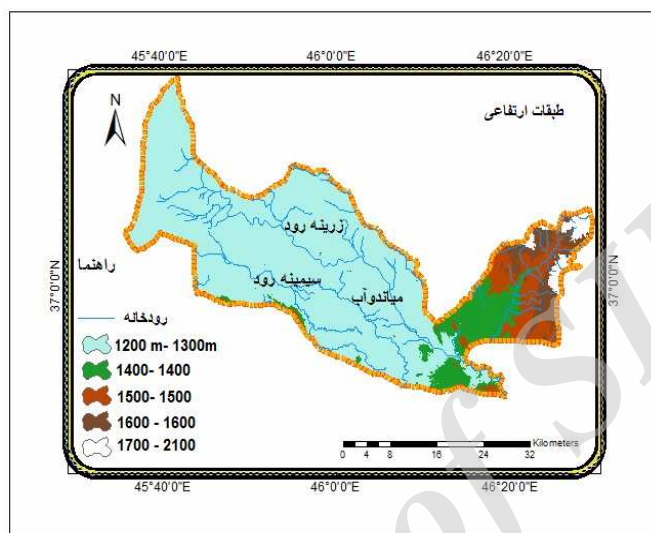 45°40'0"E 46°0'0"E 46°20'0"E
N
طبقات ارتفاعی
زرینه رود
سیمینه رود
میاندوآب
37°0'0"N
37°0'0"N
راهنما
رودخانه
1200 m- 1300m
1400- 1400
1500- 1500
1600 - 1600
1700 - 2100
Kilometers
0 4 8 16 24 32
45°40'0"E 46°0'0"E 46°20'0"E
of SI